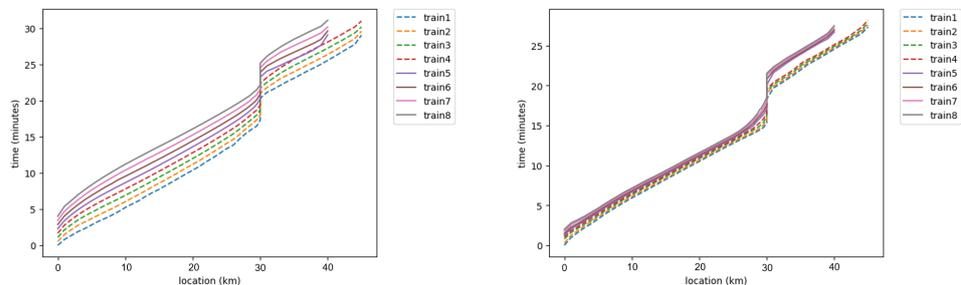 30
25
20
15
10
5
0
time (minutes)
0 10 20 30 40
location (km)
train1
train2
train3
train4
train5
train6
train7
train8
25
20
15
10
5
0
time (minutes)
0 10 20 30 40
location (km)
train1
train2
train3
train4
train5
train6
train7
train8